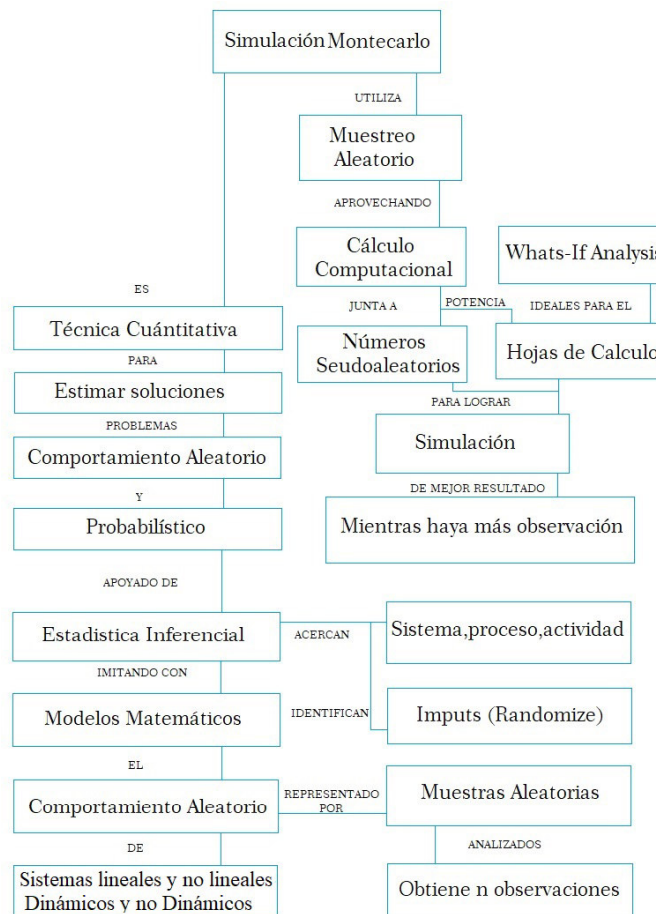 Simulación Montecarlo
UTILIZA
Muestreo
Aleatorio
APROVECHANDO
Cálculo
Computacional
Whats-If Analysis
ES
JUNTA A
POTENCIA
IDEALES PARA EL
Técnica Cuántitativa
Números
Seudoaleatorios
Hojas de Calculo
PARA
Estimar soluciones
PARA LOGRAR
PROBLEMAS
Simulación
Comportamiento Aleatorio
DE MEJOR RESULTADO
Y
Probabilístico
Mientras haya más observación
APOYADO DE
Estadistica Inferencial
ACERCAN
Sistema,proceso,actividad
IMITANDO CON
Modelos Matemáticos
IDENTIFICAN
Imputs (Randomize)
EL
Comportamiento Aleatorio
REPRESENTADO
POR
Muestras Aleatorias
DE
ANALIZADOS
Sistemas lineales y no lineales
Dinámicos y no Dinámicos
Obtiene n observaciones